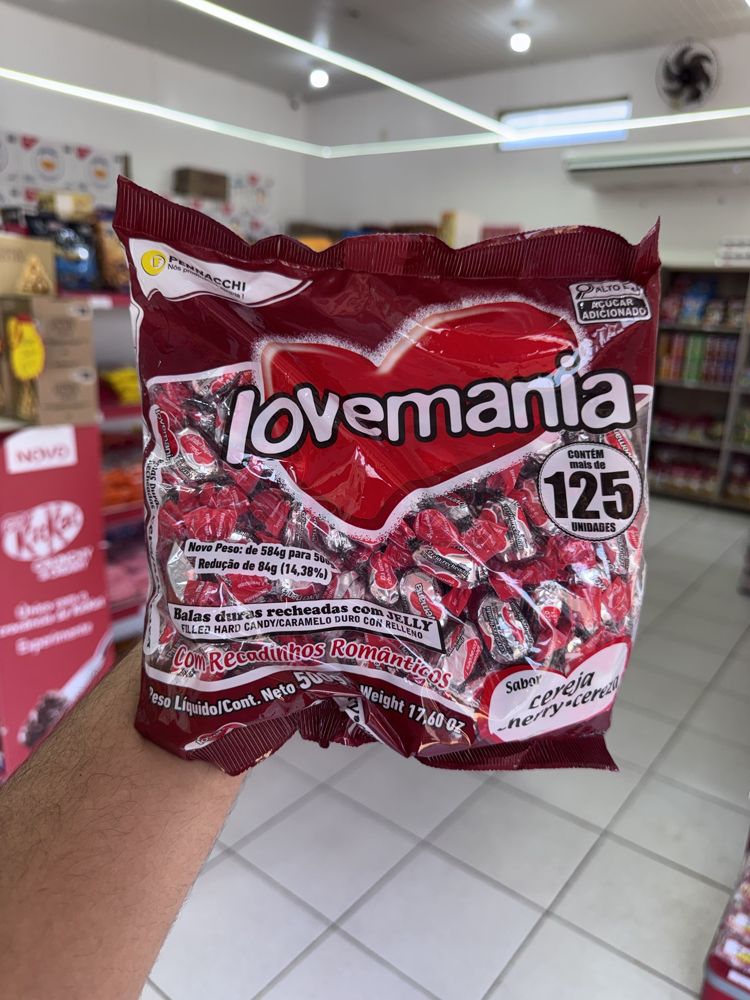 PENNACCHI
ALTO EM
AÇÚCAR
ADICIONADO
lovemania
CONTÉM
mais de
125
UNIDADES
Novo Peso: de 584g para 500
Redução de 84g (14,38%)
Balas duras recheadas com JELLY
FILLED HARD CANDY/CARAMELO DURO CON RELLENO
Com Recadinhos Românticos
Peso Líquido/Cont. Neto 500g
Weight 17,60 oz
Sabor
cereja
cherry•cereza
NOVO
KitKat